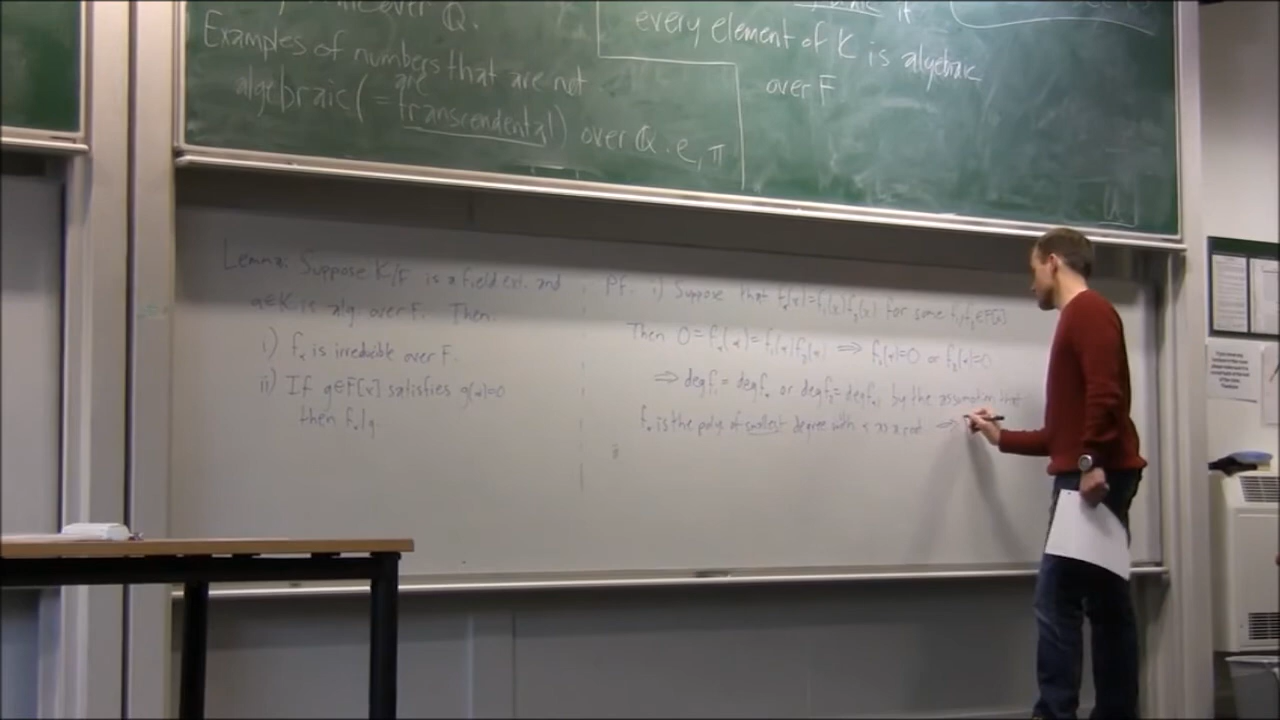 over Q.
Examples of numbers that are not
algebraic (= transcendental) over Q: e, π
are
if
every element of K is algebraic
over F
Lemma: Suppose K/F is a field ext. and
α∈K is alg. over F. Then:
i) fα is irreducible over F.
ii) If g∈F[x] satisfies g(α)=0
then fα|g.
Pf. i) Suppose that fα(x)=f₁(x)f₂(x) for some f₁,f₂∈F[x]
Then 0=fα(α)=f₁(α)f₂(α) ⟹ f₁(α)=0 or f₂(α)=0
⟹ deg f₁ = deg fα or deg f₂ = deg fα, by the assumption that
fα is the poly of smallest degree with α as a root ⟹
ii